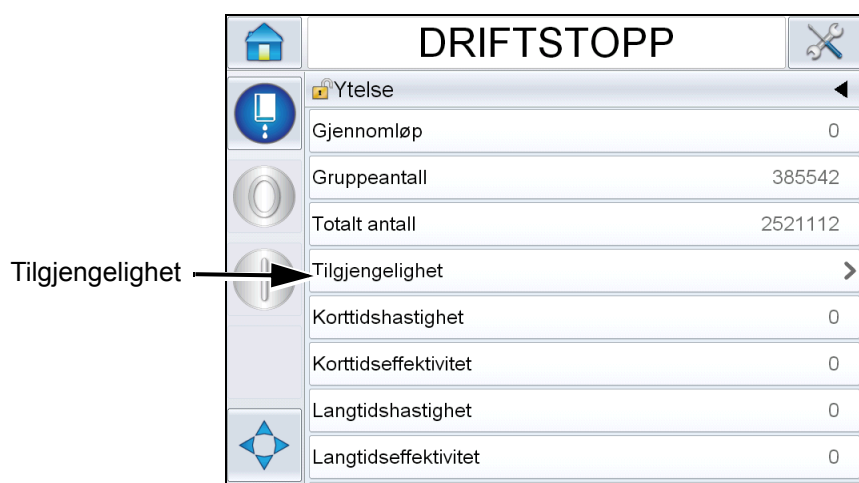 DRIFTSTOPP
Ytelse
Gjennomløp 0
Gruppeantall 385542
Totalt antall 2521112
Tilgjengelighet Tilgjengelighet
Korttidshastighet 0
Korttidseffektivitet 0
Langtidshastighet 0
Langtidseffektivitet 0